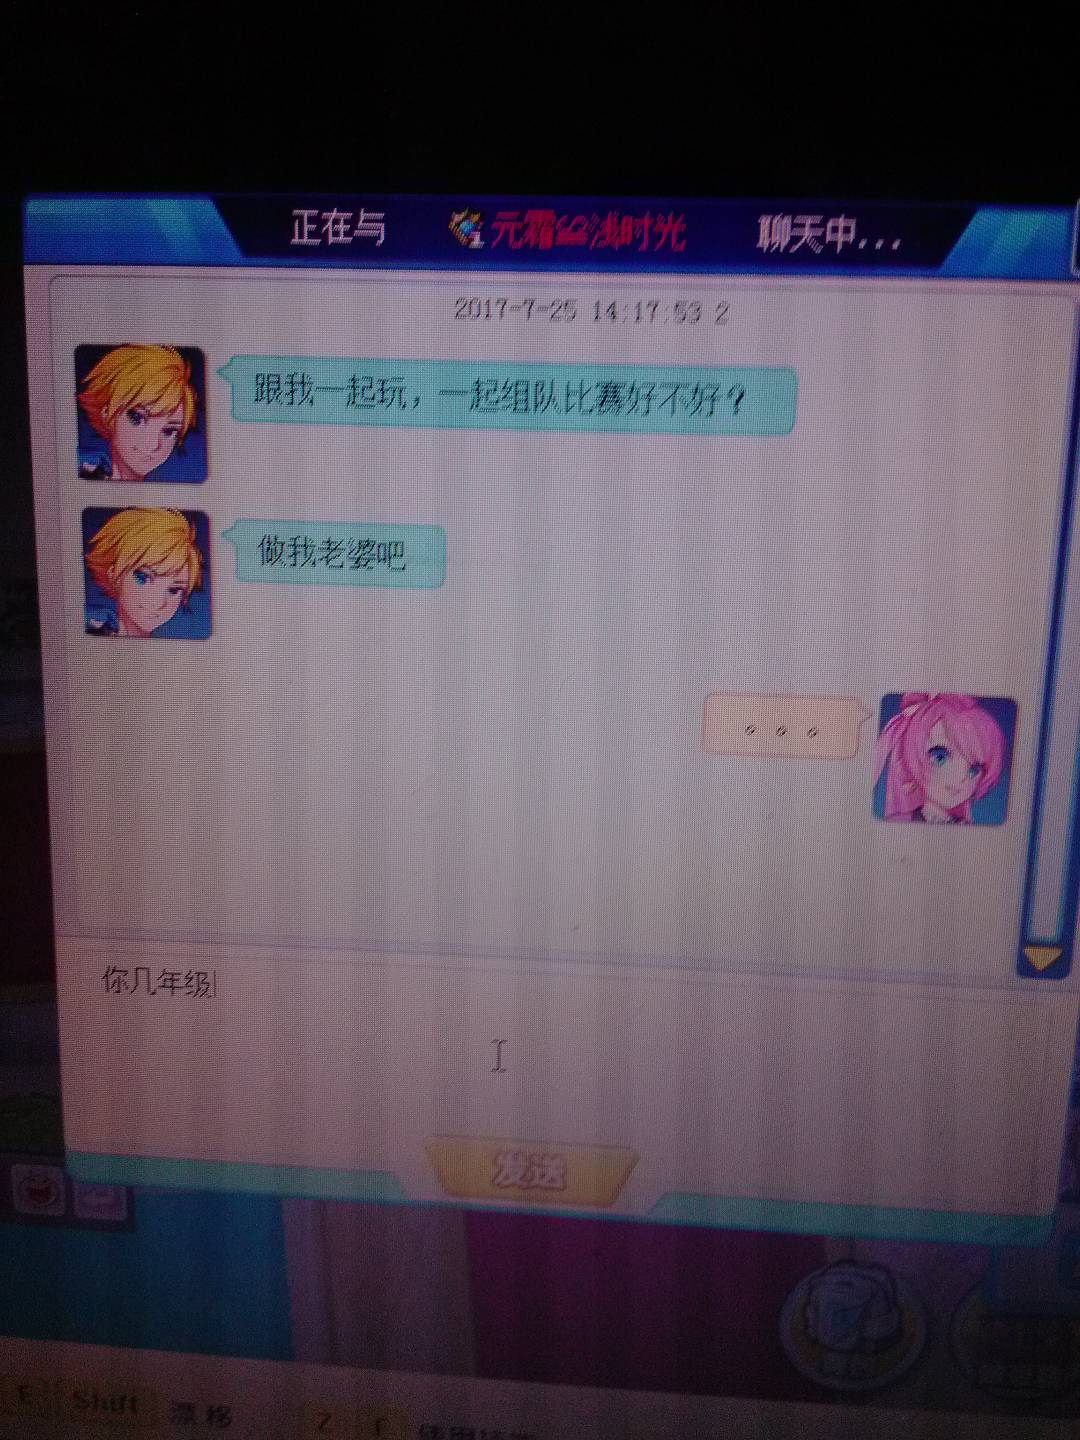 正在与 元霜 浅时光 聊天中...
2017-7-25 14:17:53 2
跟我一起玩，一起组队比赛好不好？
做我老婆吧
。。。
你几年级
发送
Shift 漂移